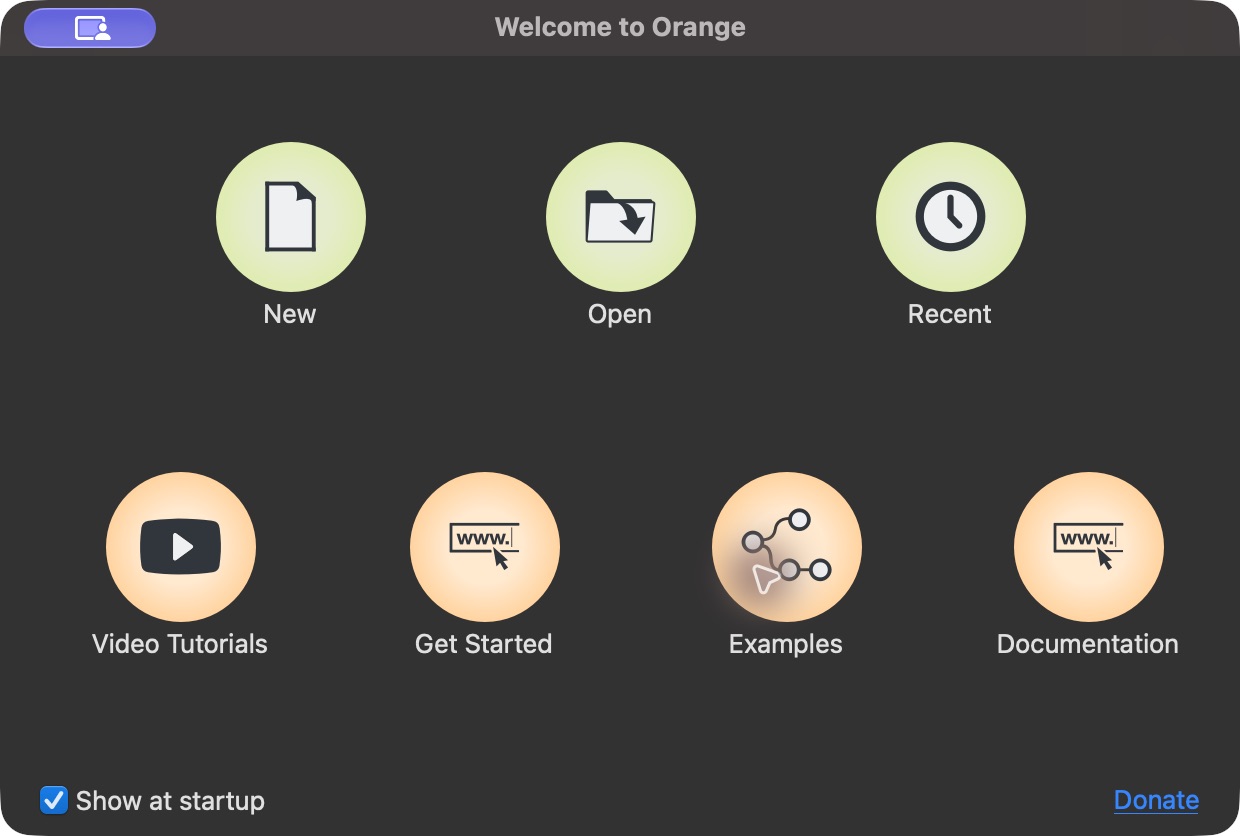 Welcome to Orange
New
Open
Recent
www.
www.
Video Tutorials
Get Started
Examples
Documentation
Show at startup
Donate